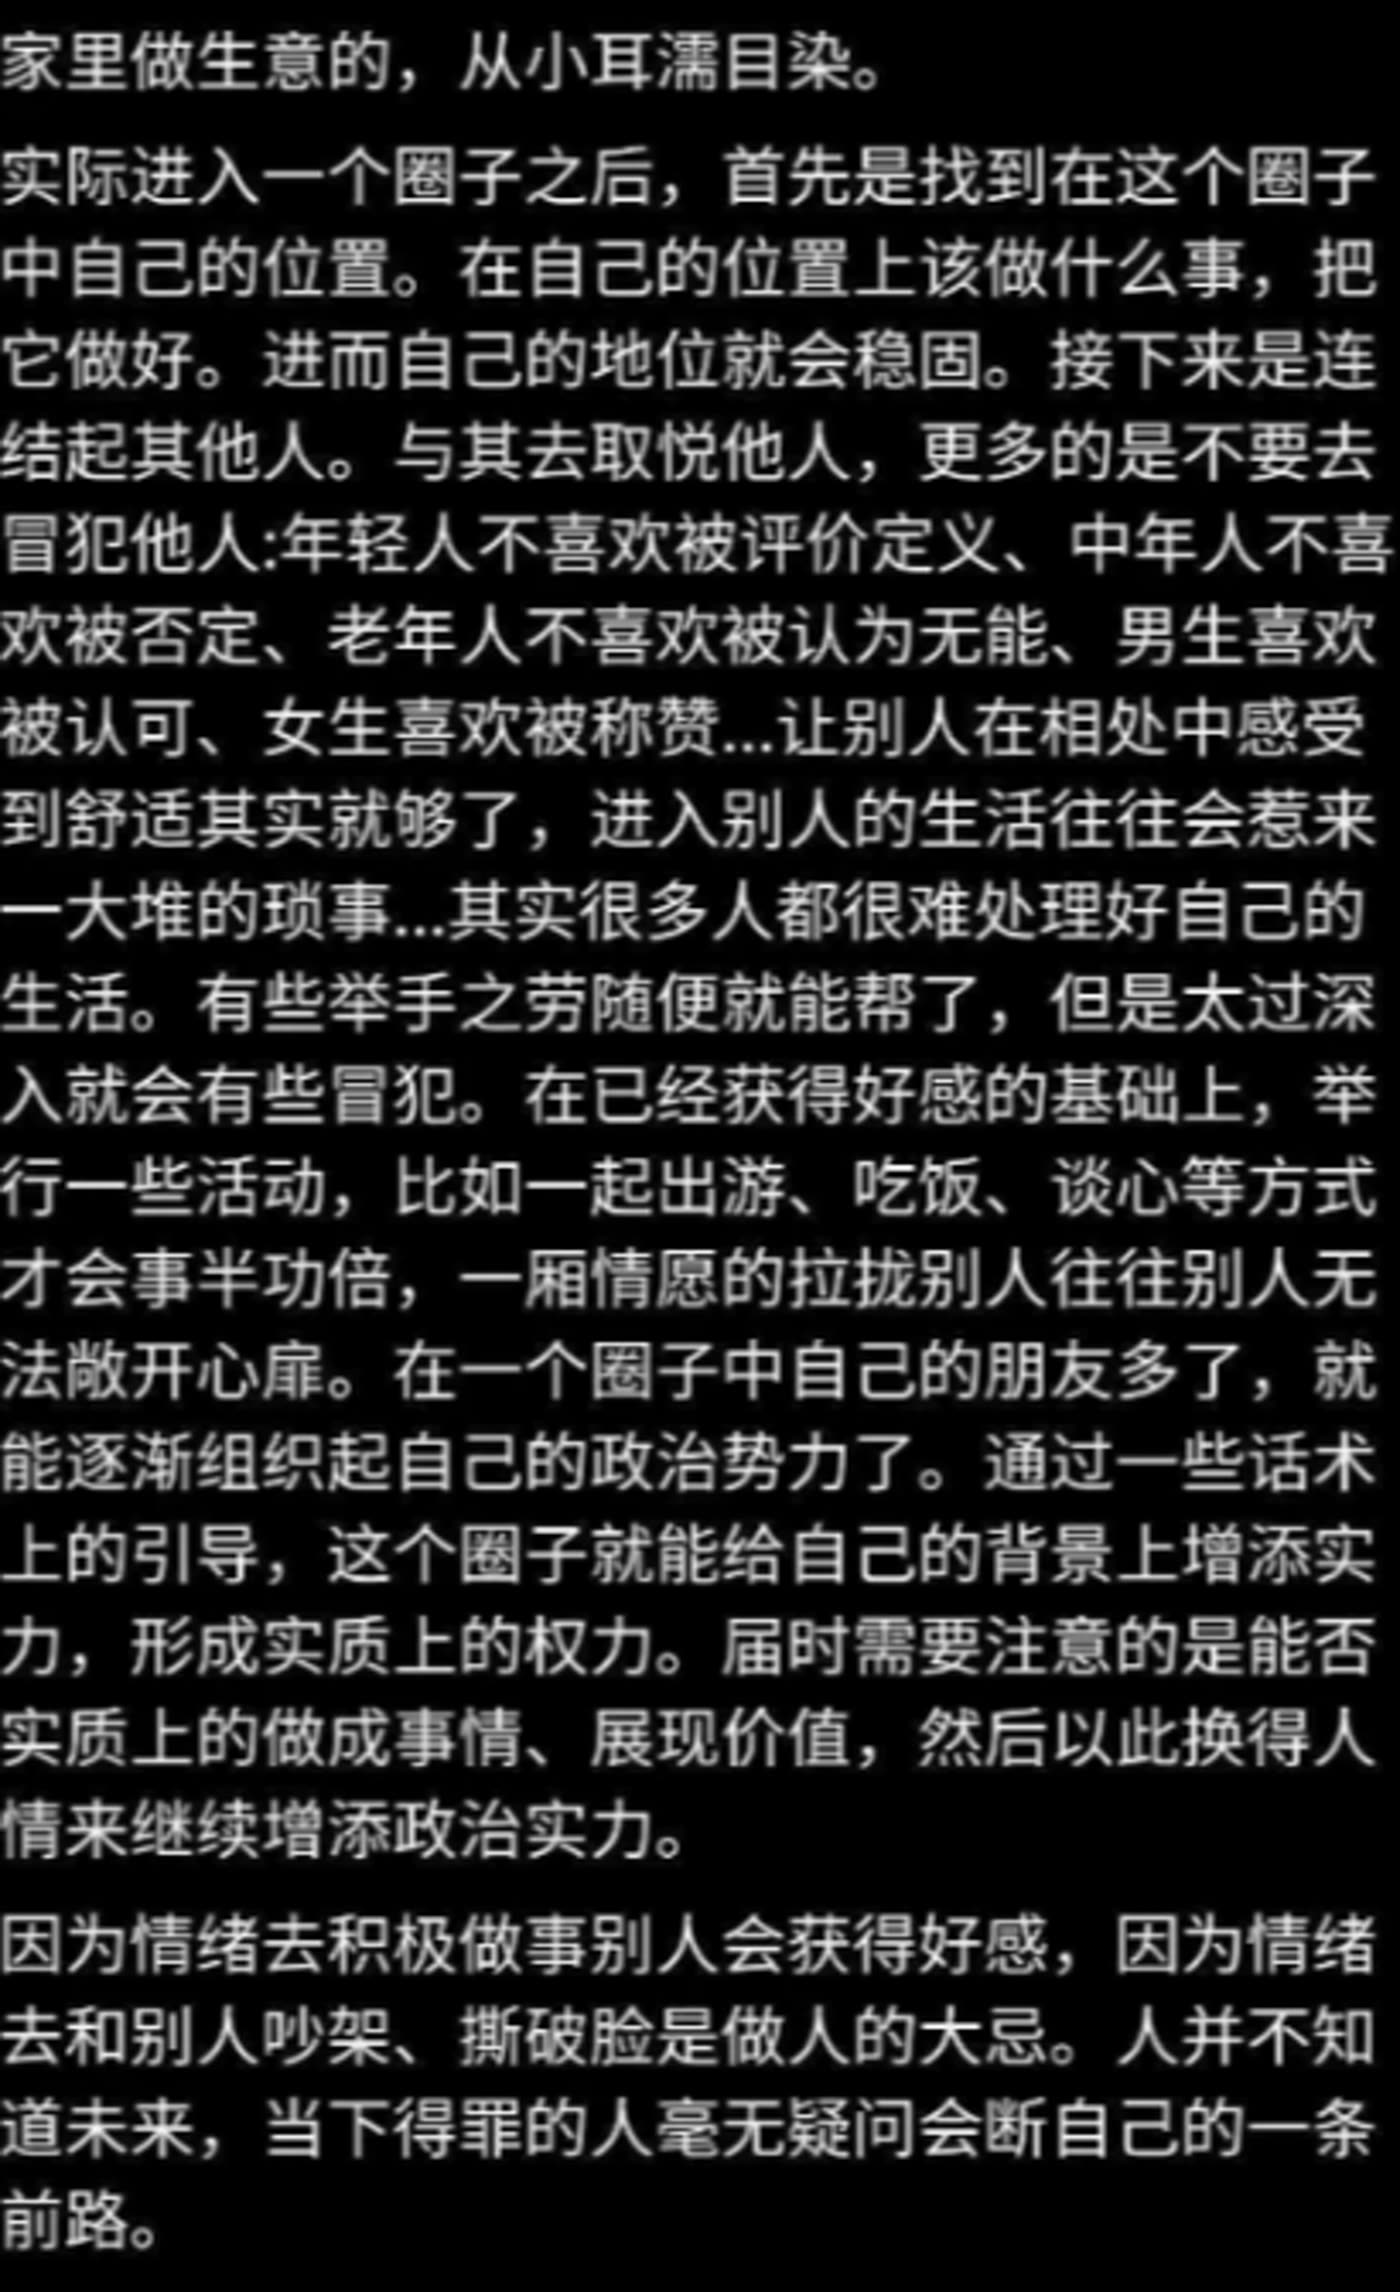 家里做生意的，从小耳濡目染。
实际进入一个圈子之后，首先是找到在这个圈子
中自己的位置。在自己的位置上该做什么事，把
它做好。进而自己的地位就会稳固。接下来是连
结起其他人。与其去取悦他人，更多的是不要去
冒犯他人:年轻人不喜欢被评价定义、中年人不喜
欢被否定、老年人不喜欢被认为无能、男生喜欢
被认可、女生喜欢被称赞...让别人在相处中感受
到舒适其实就够了，进入别人的生活往往会惹来
一大堆的琐事...其实很多人都很难处理好自己的
生活。有些举手之劳随便就能帮了，但是太过深
入就会有些冒犯。在已经获得好感的基础上，举
行一些活动，比如一起出游、吃饭、谈心等方式
才会事半功倍，一厢情愿的拉拢别人往往别人无
法敞开心扉。在一个圈子中自己的朋友多了，就
能逐渐组织起自己的政治势力了。通过一些话术
上的引导，这个圈子就能给自己的背景上增添实
力，形成实质上的权力。届时需要注意的是能否
实质上的做成事情、展现价值，然后以此换得人
情来继续增添政治实力。
因为情绪去积极做事别人会获得好感，因为情绪
去和别人吵架、撕破脸是做人的大忌。人并不知
道未来，当下得罪的人毫无疑问会断自己的一条
前路。